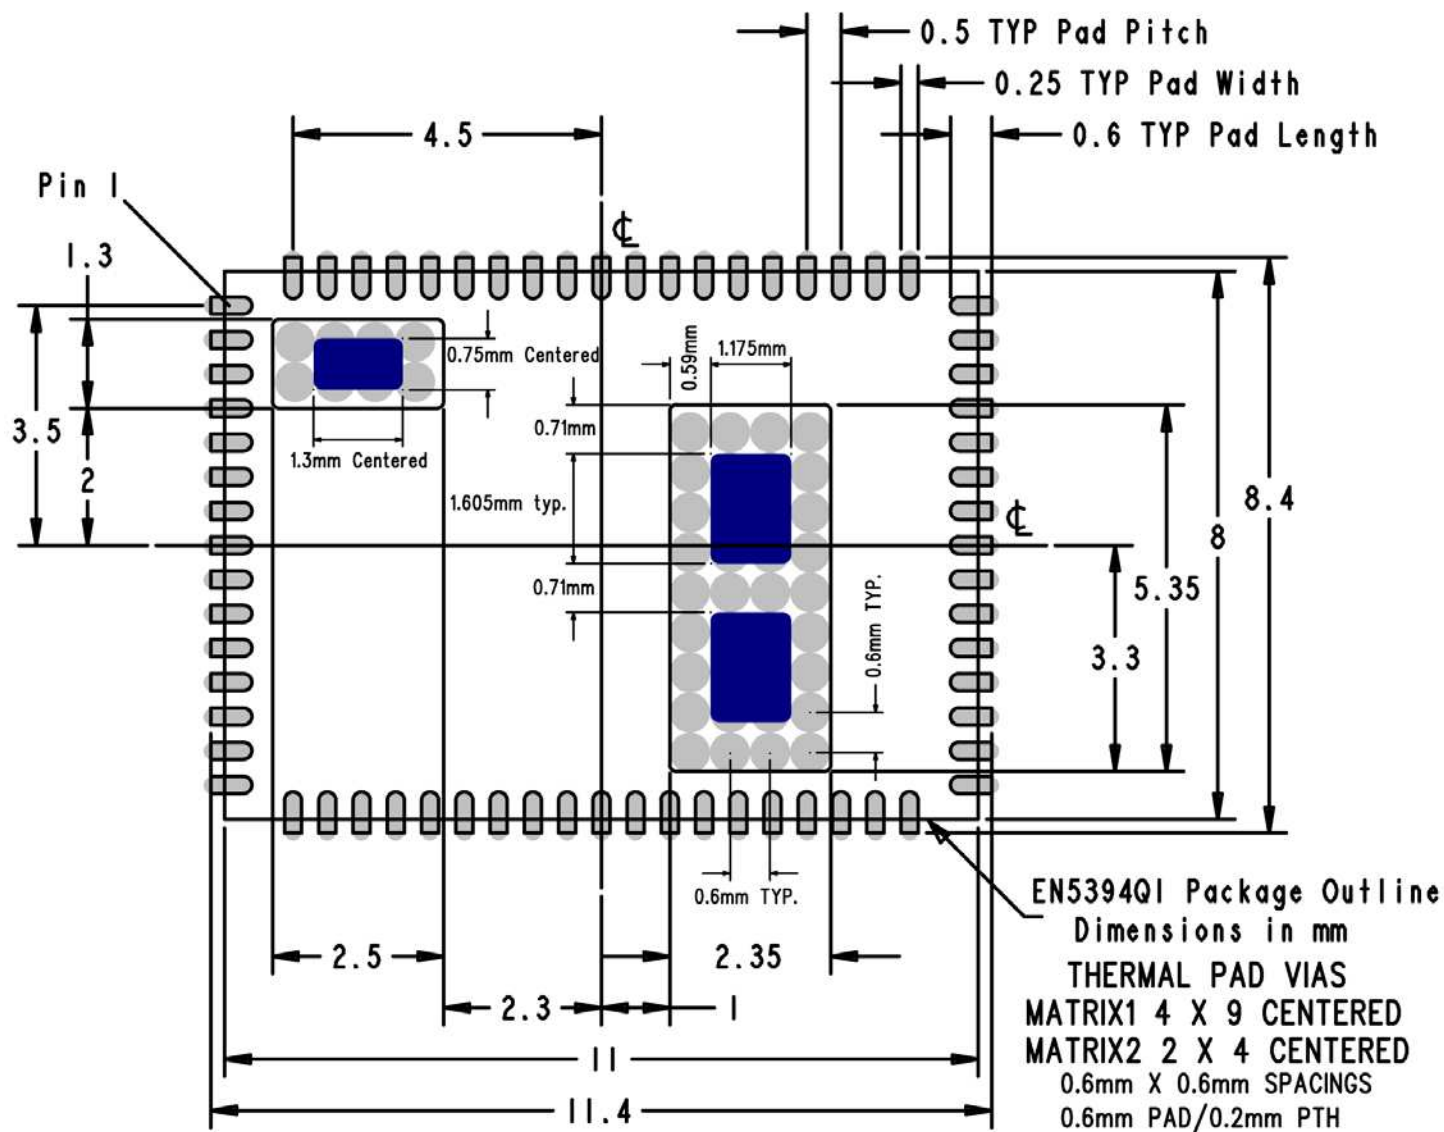 0.5 TYP Pad Pitch
0.25 TYP Pad Width
4.5
0.6 TYP Pad Length
Pin 1
℄
1.3
0.75mm Centered
0.59mm
1.175mm
3.5
0.71mm
1.3mm Centered
2
1.605mm typ.
8.4
℄
8
0.71mm
5.35
0.6mm TYP.
3.3
0.6mm TYP.
EN5394QI Package Outline
Dimensions in mm
2.5
2.35
THERMAL PAD VIAS
2.3
1
MATRIX1 4 X 9 CENTERED
MATRIX2 2 X 4 CENTERED
11
0.6mm X 0.6mm SPACINGS
11.4
0.6mm PAD/0.2mm PTH